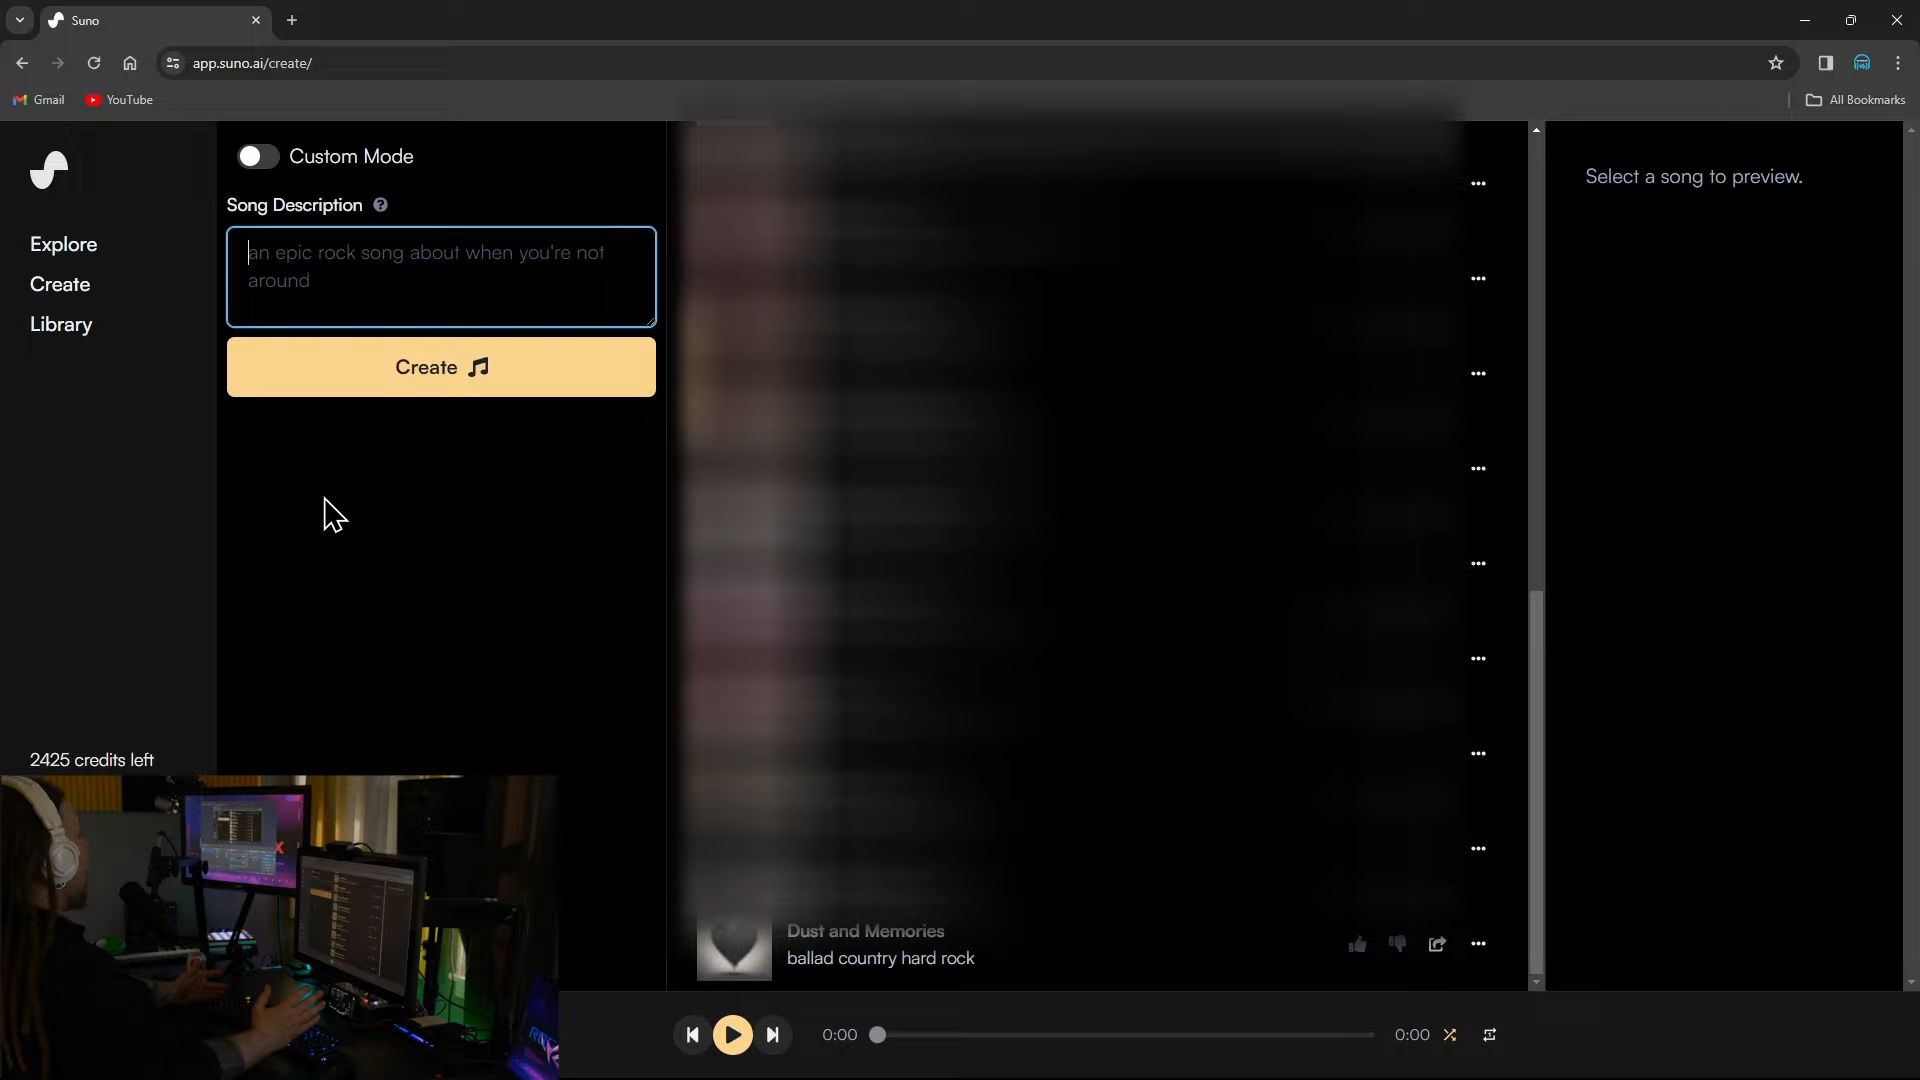 Suno
app.suno.ai/create/
Gmail
YouTube
All Bookmarks
Custom Mode
Song Description ?
an epic rock song about when you're not
around
Create
Explore
Create
Library
2425 credits left
Select a song to preview.
Dust and Memories
ballad country hard rock
0:00
0:00